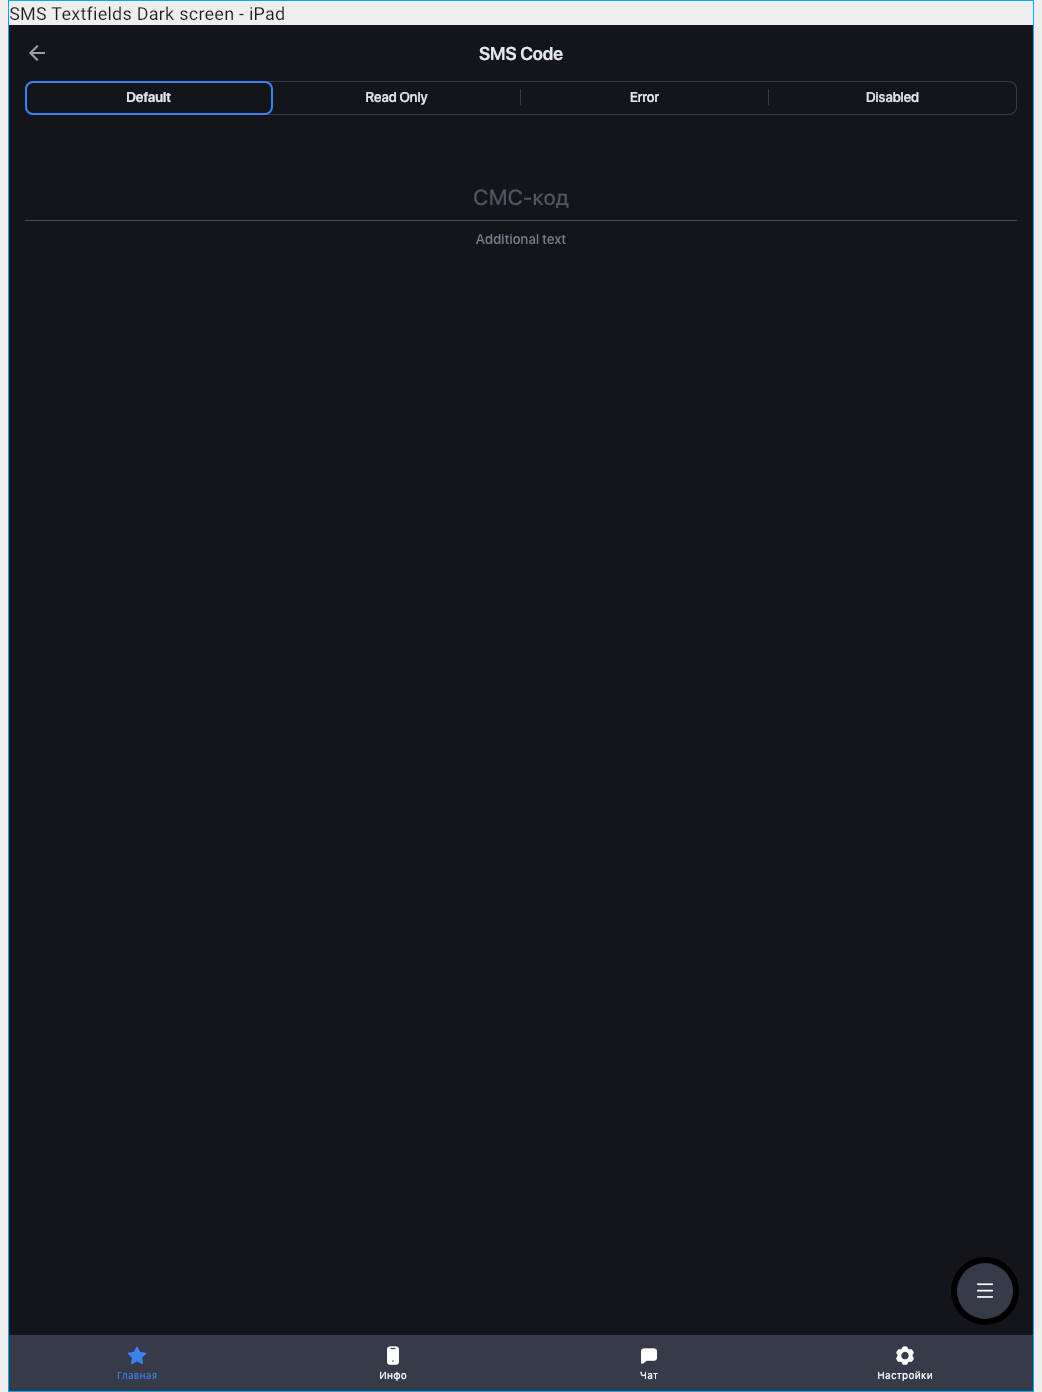 SMS Textfields Dark screen - iPad
SMS Code
Default Read Only Error Disabled
СМС-код
Additional text
Главная Инфо Чат Настройки